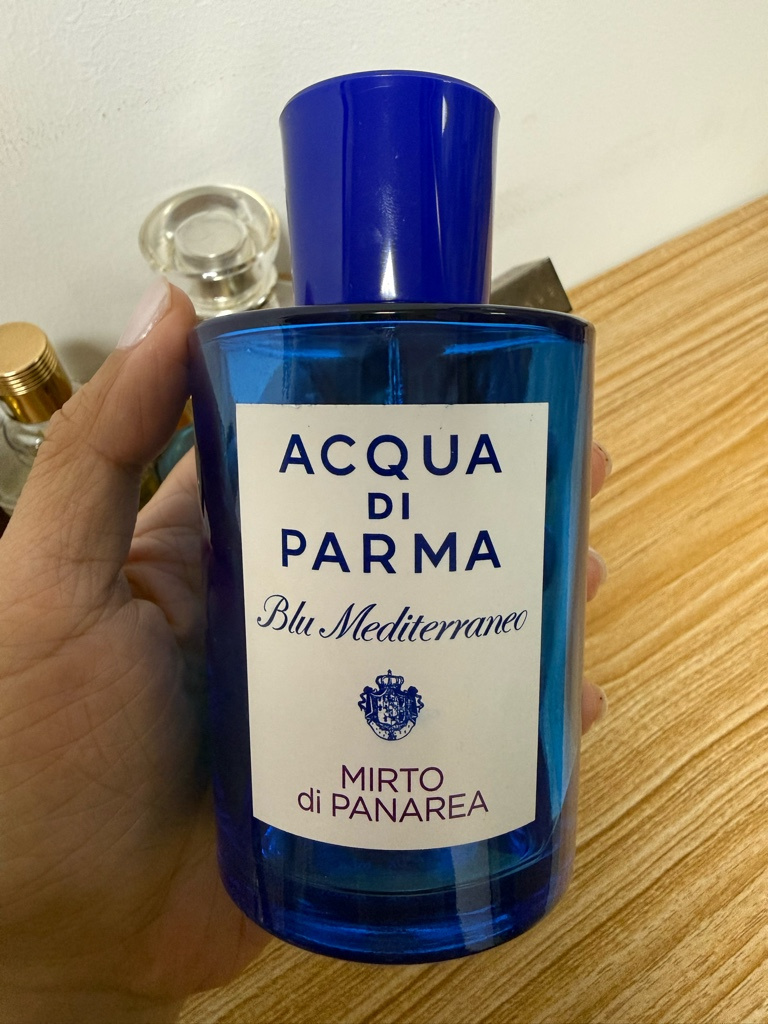 ACQUA
DI
PARMA
Blu Mediterraneo
MIRTO
di PANAREA